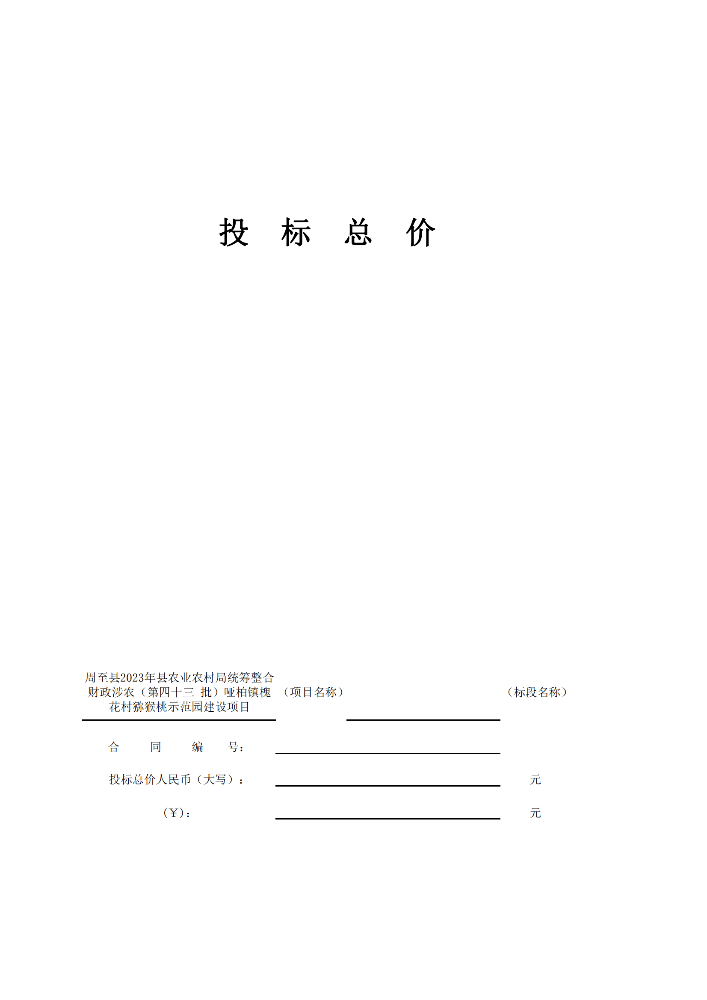 投 标 总 价
周至县2023年县农业农村局统筹整合
财政涉农（第四十三 批）哑柏镇槐 （项目名称） （标段名称）
花村猕猴桃示范园建设项目
合 同 编 号：
投标总价人民币（大写）： 元
(￥)： 元